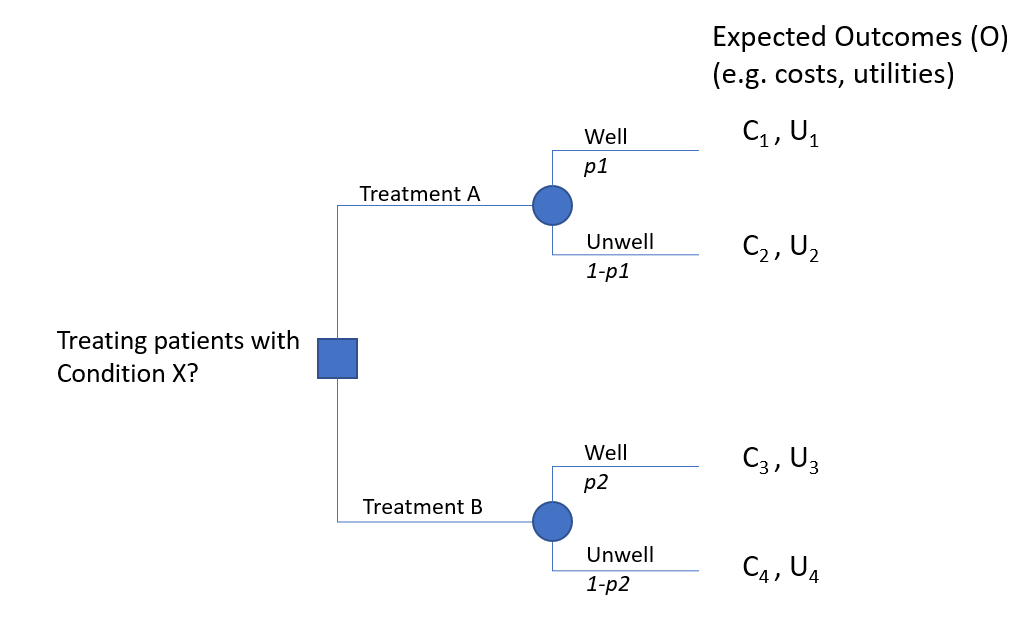 Expected Outcomes (O)
(e.g. costs, utilities)
Well
C₁ , U₁
p1
Treatment A
Unwell
C₂ , U₂
1-p1
Treating patients with
Condition X?
Well
C₃ , U₃
p2
Treatment B
Unwell
C₄ , U₄
1-p2